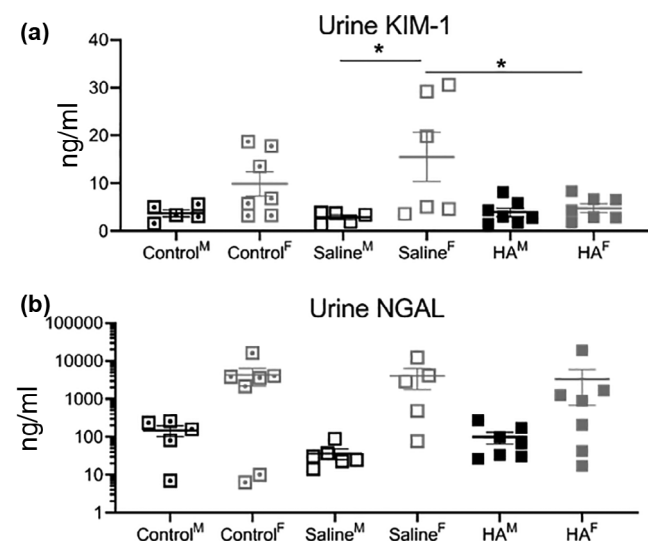 (a)
Urine KIM-1
*
*
40
30
20
10
0
ng/ml
Control^M Control^F Saline^M Saline^F HA^M HA^F
(b)
Urine NGAL
100000
10000
1000
100
10
1
ng/ml
Control^M Control^F Saline^M Saline^F HA^M HA^F